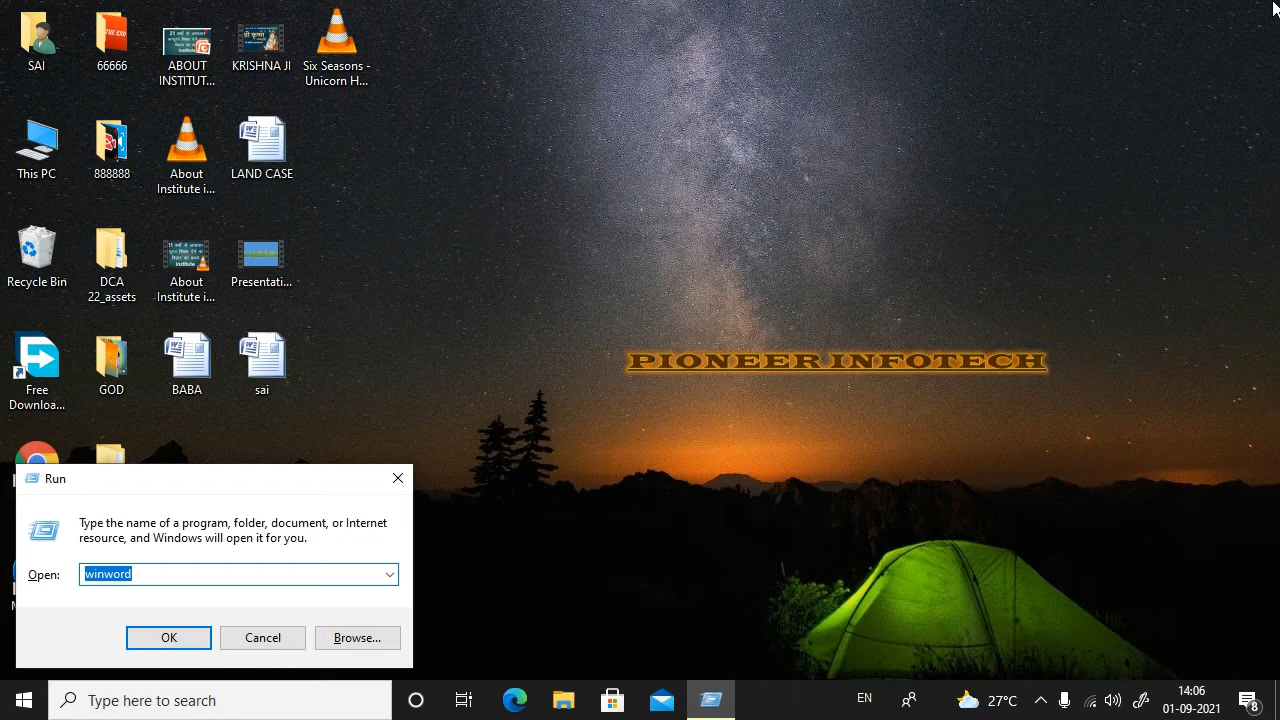 SAI
66666
ABOUT
INSTITUT...
KRISHNA JI
Six Seasons -
Unicorn H...
This PC
888888
About
Institute i...
LAND CASE
Recycle Bin
DCA
22_assets
About
Institute i...
Presentati...
Free
Downloa...
GOD
BABA
sai
PIONEER INFOTECH
Run
Type the name of a program, folder, document, or Internet
resource, and Windows will open it for you.
Open:
winword
OK
Cancel
Browse...
Type here to search
EN
27°C
14:06
01-09-2021